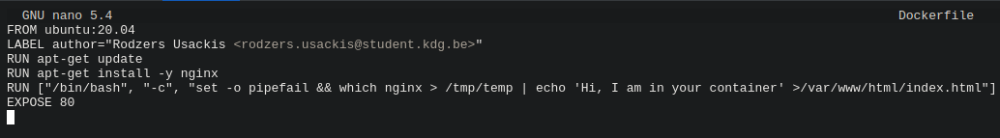 GNU nano 5.4 Dockerfile
FROM ubuntu:20.04
LABEL author="Rodzers Usackis <rodzers.usackis@student.kdg.be>"
RUN apt-get update
RUN apt-get install -y nginx
RUN ["/bin/bash", "-c", "set -o pipefail && which nginx > /tmp/temp | echo 'Hi, I am in your container' >/var/www/html/index.html"]
EXPOSE 80